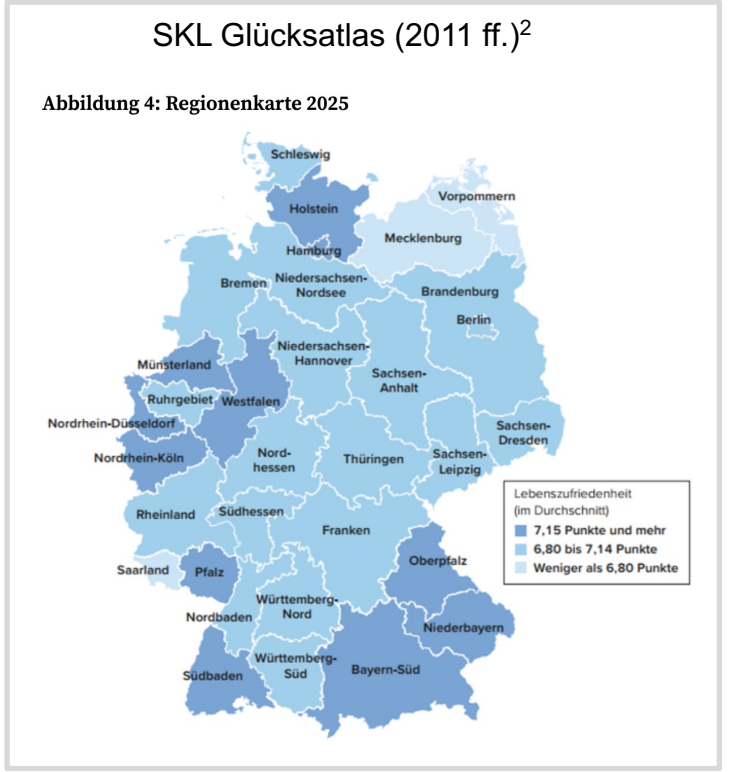 SKL Glücksatlas (2011 ff.)²
Abbildung 4: Regionenkarte 2025
Schleswig
Holstein
Vorpommern
Mecklenburg
Hamburg
Bremen
Niedersachsen-
Nordsee
Brandenburg
Berlin
Niedersachsen-
Hannover
Münsterland
Sachsen-
Anhalt
Ruhrgebiet
Westfalen
Nordrhein-Düsseldorf
Sachsen-
Dresden
Nordrhein-Köln
Nord-
hessen
Thüringen
Sachsen-
Leipzig
Rheinland
Südhessen
Franken
Lebenszufriedenheit
(im Durchschnitt)
7,15 Punkte und mehr
6,80 bis 7,14 Punkte
Weniger als 6,80 Punkte
Saarland
Pfalz
Oberpfalz
Württemberg-
Nord
Nordbaden
Niederbayern
Württemberg-
Süd
Südbaden
Bayern-Süd